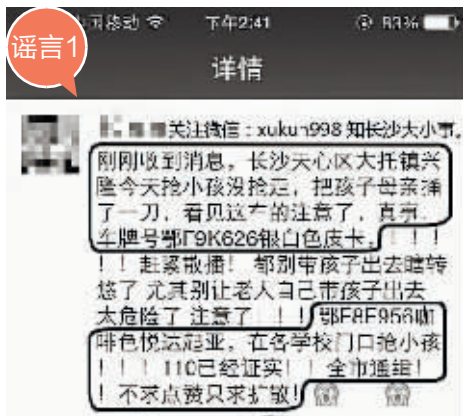 中国移动 下午2:41 83%
谣言1
详情
关注微信：xukun998 知长沙大小事。
刚刚收到消息，长沙天心区大托镇兴
隆今天抢小孩没抢走，把孩子母亲捅
了一刀，看见这车的注意了，真事，
车牌号鄂F9K626银白色皮卡，！！！
！！赶紧散播！ 都别带孩子出去瞎转
悠了 尤其别让老人自己带孩子出去
太危险了 注意了！！！鄂F8F956咖
啡色悦达起亚，在各学校门口抢小孩
！！！110已经证实！！全市通缉！
！不求点赞只求扩散！